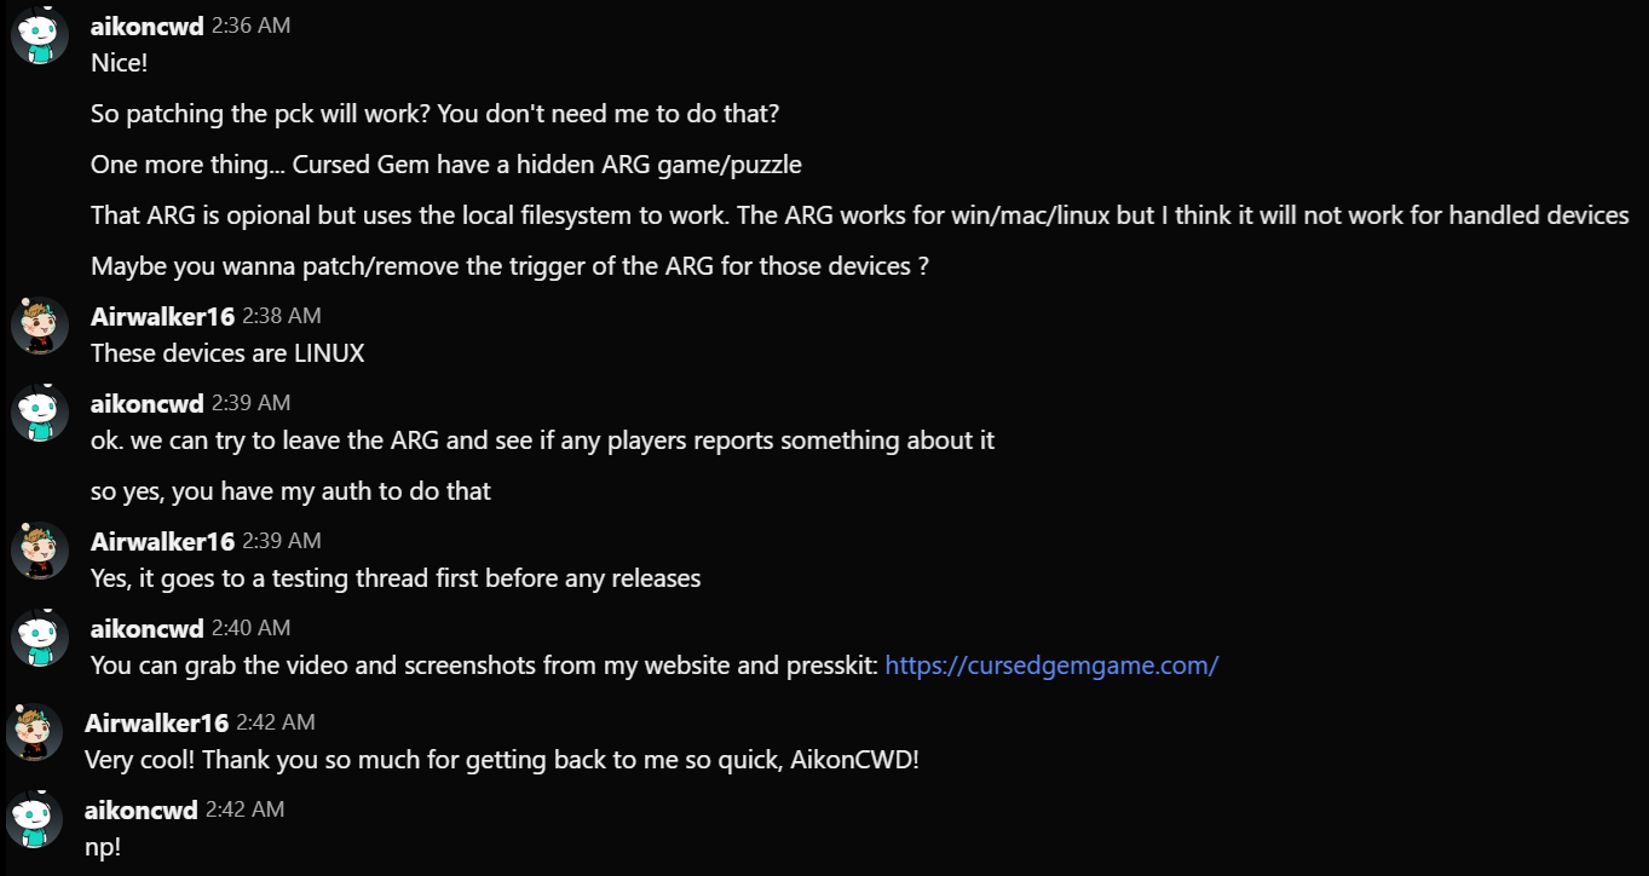 aikoncwd 2:36 AM
Nice!
So patching the pck will work? You don't need me to do that?
One more thing... Cursed Gem have a hidden ARG game/puzzle
That ARG is opional but uses the local filesystem to work. The ARG works for win/mac/linux but I think it will not work for handled devices
Maybe you wanna patch/remove the trigger of the ARG for those devices ?
Airwalker16 2:38 AM
These devices are LINUX
aikoncwd 2:39 AM
ok. we can try to leave the ARG and see if any players reports something about it
so yes, you have my auth to do that
Airwalker16 2:39 AM
Yes, it goes to a testing thread first before any releases
aikoncwd 2:40 AM
You can grab the video and screenshots from my website and presskit: https://cursedgemgame.com/
Airwalker16 2:42 AM
Very cool! Thank you so much for getting back to me so quick, AikonCWD!
aikoncwd 2:42 AM
np!